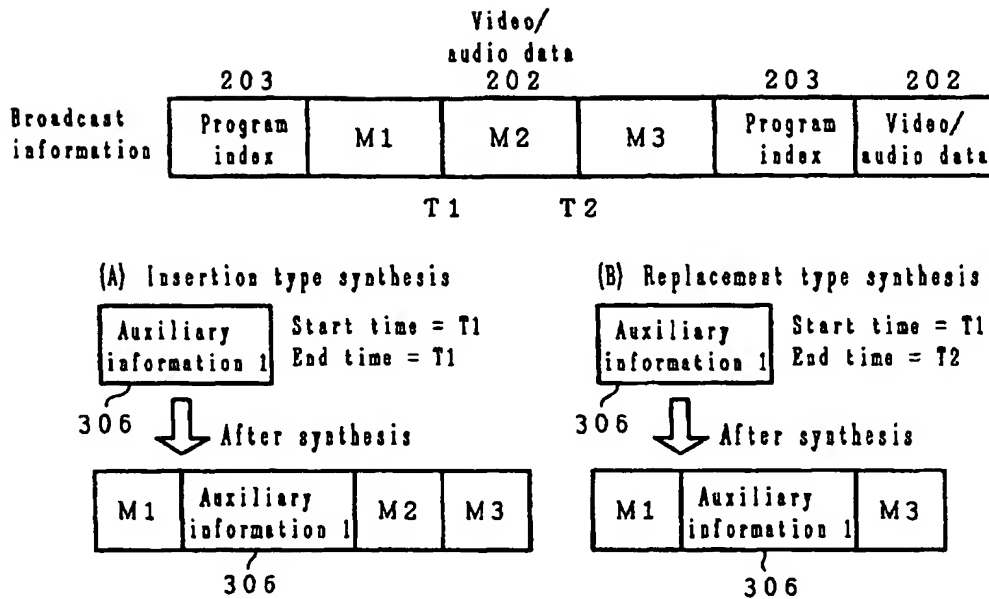 Video/
audio data
203 202 203 202
Broadcast
information
Program
index
M1 M2 M3
Program
index
Video/
audio data
T1 T2
(A) Insertion type synthesis
Auxiliary
information 1
Start time = T1
End time = T1
306
After synthesis
M1
Auxiliary
information 1
M2 M3
306
(B) Replacement type synthesis
Auxiliary
information 1
Start time = T1
End time = T2
306
After synthesis
M1
Auxiliary
information 1
M3
306